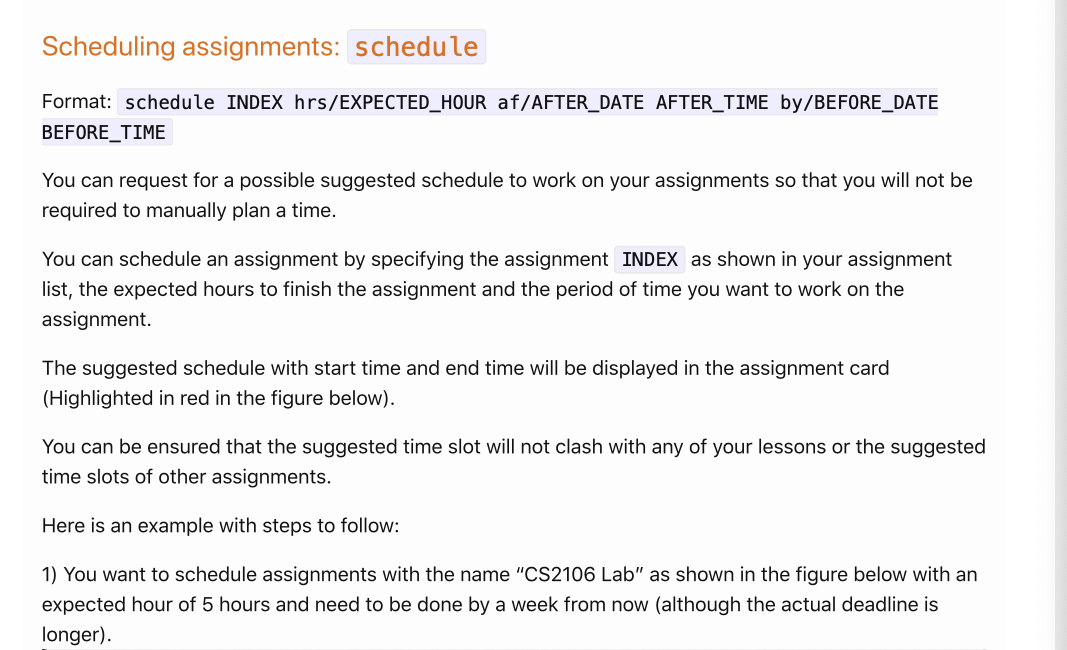 Scheduling assignments: schedule
Format: schedule INDEX hrs/EXPECTED_HOUR af/AFTER_DATE AFTER_TIME by/BEFORE_DATE
BEFORE_TIME
You can request for a possible suggested schedule to work on your assignments so that you will not be
required to manually plan a time.
You can schedule an assignment by specifying the assignment INDEX as shown in your assignment
list, the expected hours to finish the assignment and the period of time you want to work on the
assignment.
The suggested schedule with start time and end time will be displayed in the assignment card
(Highlighted in red in the figure below).
You can be ensured that the suggested time slot will not clash with any of your lessons or the suggested
time slots of other assignments.
Here is an example with steps to follow:
1) You want to schedule assignments with the name “CS2106 Lab” as shown in the figure below with an
expected hour of 5 hours and need to be done by a week from now (although the actual deadline is
longer).